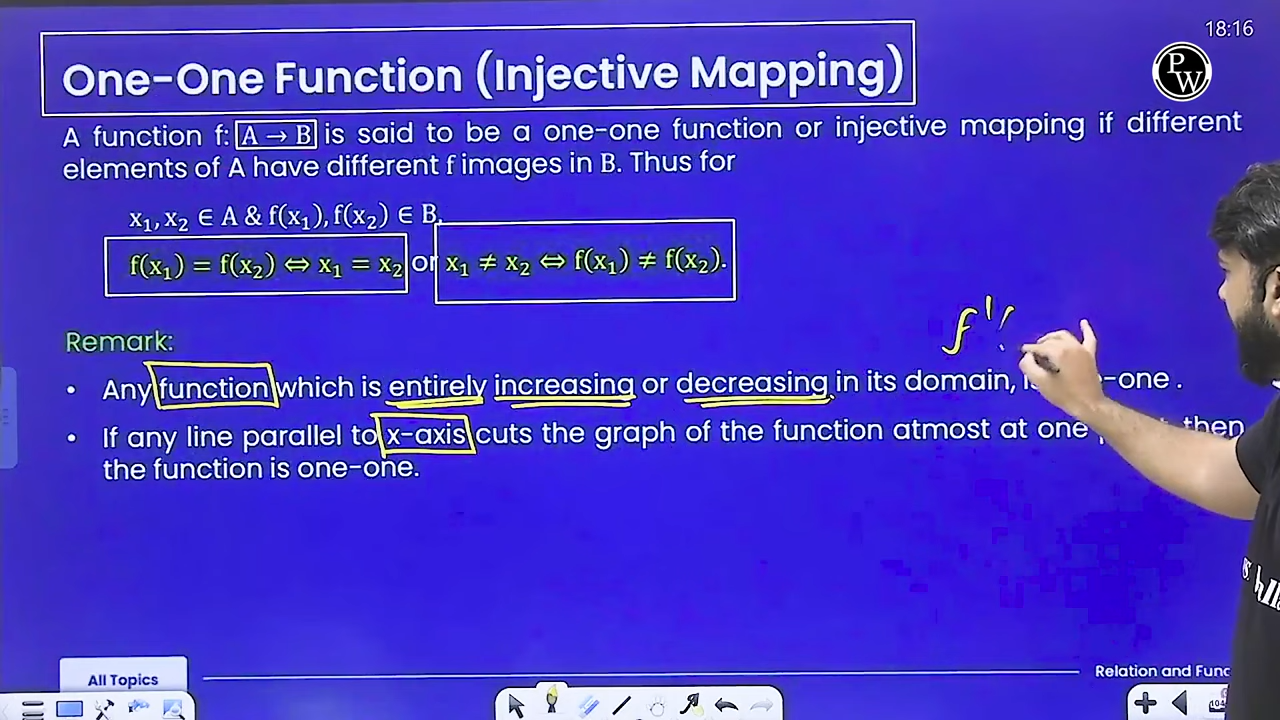 18:16
PW
One-One Function (Injective Mapping)
A function f: A → B is said to be a one-one function or injective mapping if different
elements of A have different f images in B. Thus for
x₁, x₂ ∈ A & f(x₁), f(x₂) ∈ B,
f(x₁) = f(x₂) ⇔ x₁ = x₂ or x₁ ≠ x₂ ⇔ f(x₁) ≠ f(x₂).
Remark:
f'(
• Any function which is entirely increasing or decreasing in its domain, -one .
• If any line parallel to x-axis cuts the graph of the function atmost at one then
the function is one-one.
All Topics
Relation and Func